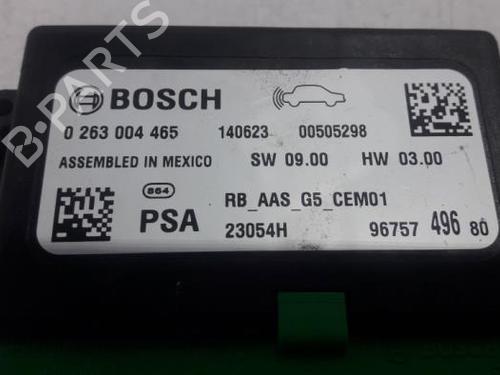 BOSCH
0 263 004 465 140623 00505298
ASSEMBLED IN MEXICO SW 09.00 HW 03.00
864 RB_AAS_G5_CEM01
PSA 23054H 96757 496 80
B-PARTS